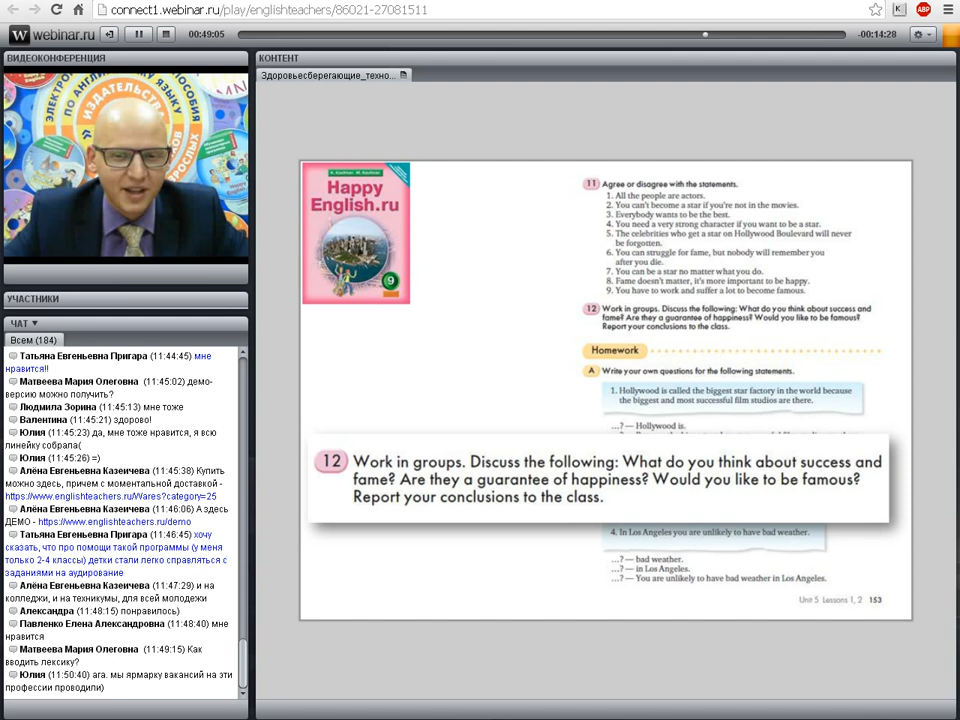 connect1.webinar.ru/play/englishteachers/86021-27081511
ABP
W webinar.ru
00:49:05
-00:14:28
ВИДЕОКОНФЕРЕНЦИЯ
ИЗДАТЕЛЬСТВО
УЧАСТНИКИ
ЧАТ
Всем (184)
Татьяна Евгеньевна Пригара (11:44:45) мне
нравится!!
Матвеева Мария Олеговна (11:45:02) демо-
версию можно получить?
Людмила Зорина (11:45:13) мне тоже
Валентина (11:45:21) здорово!
Юлия (11:45:23) да, мне тоже нравится, я всю
линейку собрала(
Юлия (11:45:26) =)
Алёна Евгеньевна Казеичева (11:45:38) Купить
можно здесь, причем с моментальной доставкой -
https://www.englishteachers.ru/Wares?category=25
Алёна Евгеньевна Казеичева (11:46:06) А здесь
ДЕМО - https://www.englishteachers.ru/demo
Татьяна Евгеньевна Пригара (11:46:45) хочу
сказать, что про помощи такой программы (у меня
только 2-4 классы) детки стали легко справляться с
заданиями на аудирование
Алёна Евгеньевна Казеичева (11:47:29) и на
колледжи, и на техникумы, для всей молодежи
Александра (11:48:15) понравилось)
Павленко Елена Александровна (11:48:40) мне
нравится
Матвеева Мария Олеговна (11:49:15) Как
вводить лексику?
Юлия (11:50:40) ага. мы ярмарку вакансий на эти
профессии проводили)
КОНТЕНТ
Здоровьесберегающие_техно...
Happy
English.ru
9
11 Agree or disagree with the statements.
1. All the people are actors.
2. You can't become a star if you're not in the movies.
3. Everybody wants to be the best.
4. You need a very strong character if you want to be a star.
5. The celebrities who get a star on Hollywood Boulevard will never
be forgotten.
6. You can struggle for fame, but nobody will remember you
after you die.
7. You can be a star no matter what you do.
8. Fame doesn't matter, it's more important to be happy.
9. You have to work and suffer a lot to become famous.
12 Work in groups. Discuss the following: What do you think about success and
fame? Are they a guarantee of happiness? Would you like to be famous?
Report your conclusions to the class.
Homework
A Write your own questions for the following statements.
1. Hollywood is called the biggest star factory in the world because
the biggest and most successful film studios are there.
...? — Hollywood is.
12 Work in groups. Discuss the following: What do you think about success and
fame? Are they a guarantee of happiness? Would you like to be famous?
Report your conclusions to the class.
4. In Los Angeles you are unlikely to have bad weather.
...? — bad weather.
...? — in Los Angeles.
...? — You are unlikely to have bad weather in Los Angeles.
Unit 5 Lessons 1, 2 153